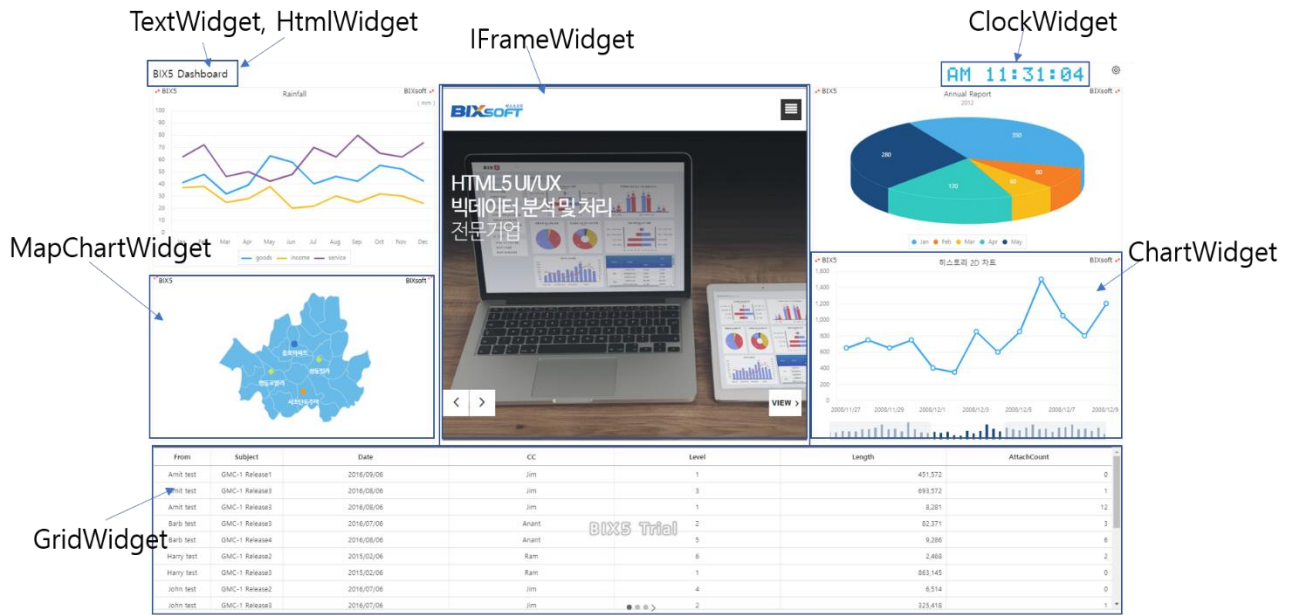 TextWidget, HtmlWidget
IFrameWidget
ClockWidget
BIX5 Dashboard
AM 11:31:04
BIX5
Rainfall
BIXsoft
( mm )
100
90
80
70
60
50
40
30
20
10
0
Mar Apr May Jun Jul Aug Sep Oct Nov Dec
goods income service
MapChartWidget
BIX5
BIXsoft
BIXSOFT
HTML5 UI/UX
빅데이터 분석 및 처리
전문기업
VIEW >
BIX5
Annual Report
BIXsoft
2012
350
80
60
170
280
Jan Feb Mar Apr May
ChartWidget
BIX5
히스토리 2D 차트
BIXsoft
1,600
1,400
1,200
1,000
800
600
400
200
0
2008/11/27 2008/11/29 2008/12/1 2008/12/3 2008/12/5 2008/12/7 2008/12/9
GridWidget
From Subject Date CC Level Length AttachCount
Amit test GMC-1 Release1 2016/09/06 Jim 1 451,572 0
Amit test GMC-1 Release3 2016/08/06 Jim 3 693,572 1
Amit test GMC-1 Release3 2016/08/06 Jim 1 8,281 12
Barb test GMC-1 Release3 2016/07/06 Anant 2 82,371 3
Barb test GMC-1 Release4 2016/08/06 Anant 5 9,286 6
Harry test GMC-1 Release2 2015/02/06 Ram 6 2,468 2
Harry test GMC-1 Release3 2015/02/06 Ram 1 863,145 0
John test GMC-1 Release2 2016/07/06 Jim 4 6,514 0
John test GMC-1 Release3 2016/07/06 Jim 2 325,418 1
BIX5 Trial